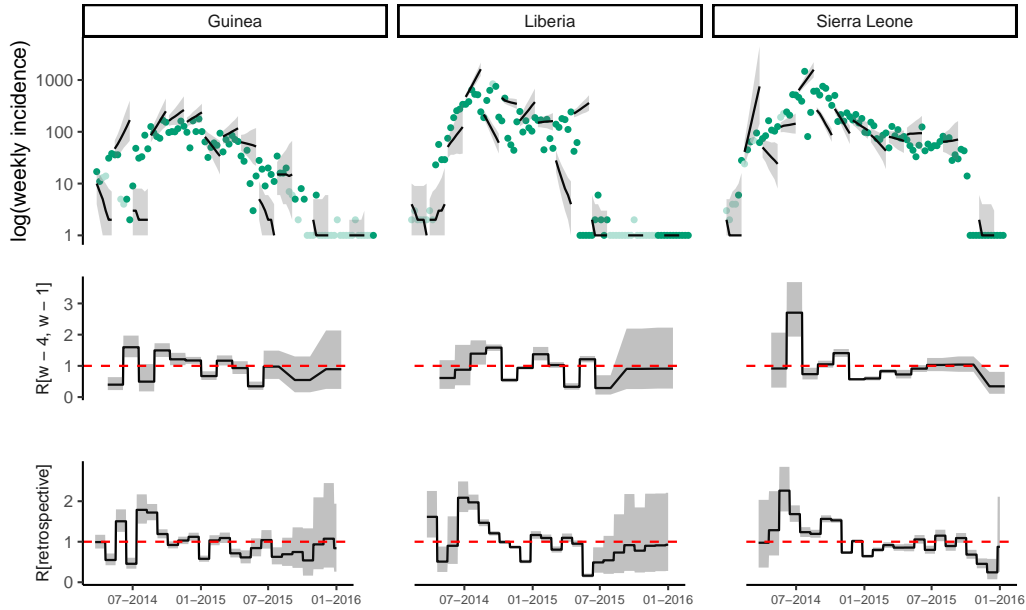 Guinea Liberia Sierra Leone
log(weekly incidence)
1000
100
10
1
R[w − 4, w − 1]
3
2
1
0
R[retrospective]
2
1
0
07−2014 01−2015 07−2015 01−2016 07−2014 01−2015 07−2015 01−2016 07−2014 01−2015 07−2015 01−2016